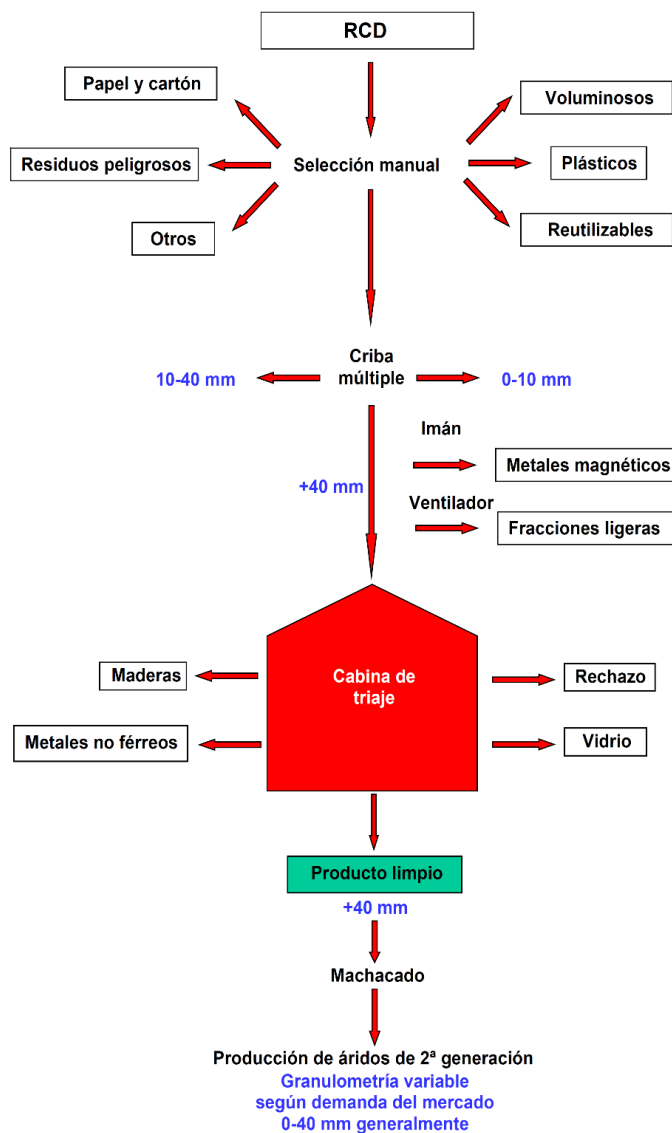 RCD
Papel y cartón
Voluminosos
Residuos peligrosos
Selección manual
Plásticos
Otros
Reutilizables
Criba
múltiple
10-40 mm
0-10 mm
Imán
Metales magnéticos
+40 mm
Ventilador
Fracciones ligeras
Cabina de
triaje
Maderas
Rechazo
Metales no férreos
Vidrio
Producto limpio
+40 mm
Machacado
Producción de áridos de 2ª generación
Granulometría variable
según demanda del mercado
0-40 mm generalmente